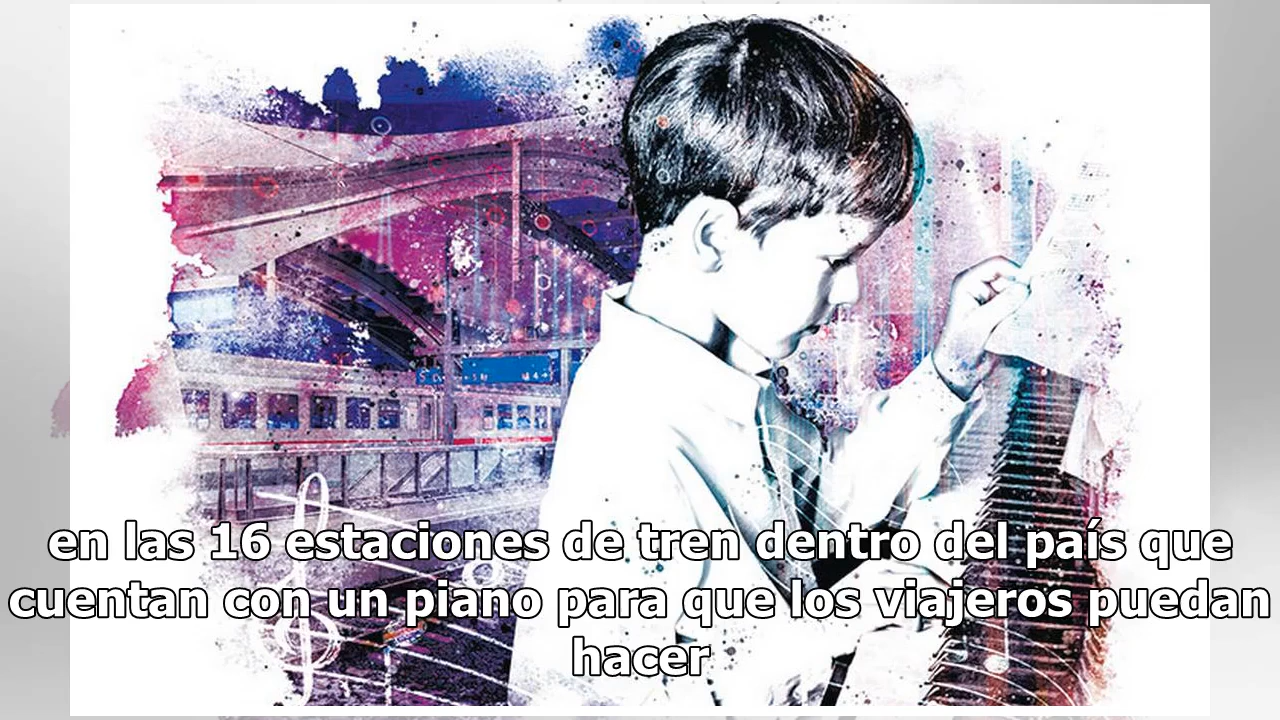 en las 16 estaciones de tren dentro del país que
cuentan con un piano para que los viajeros puedan
hacer